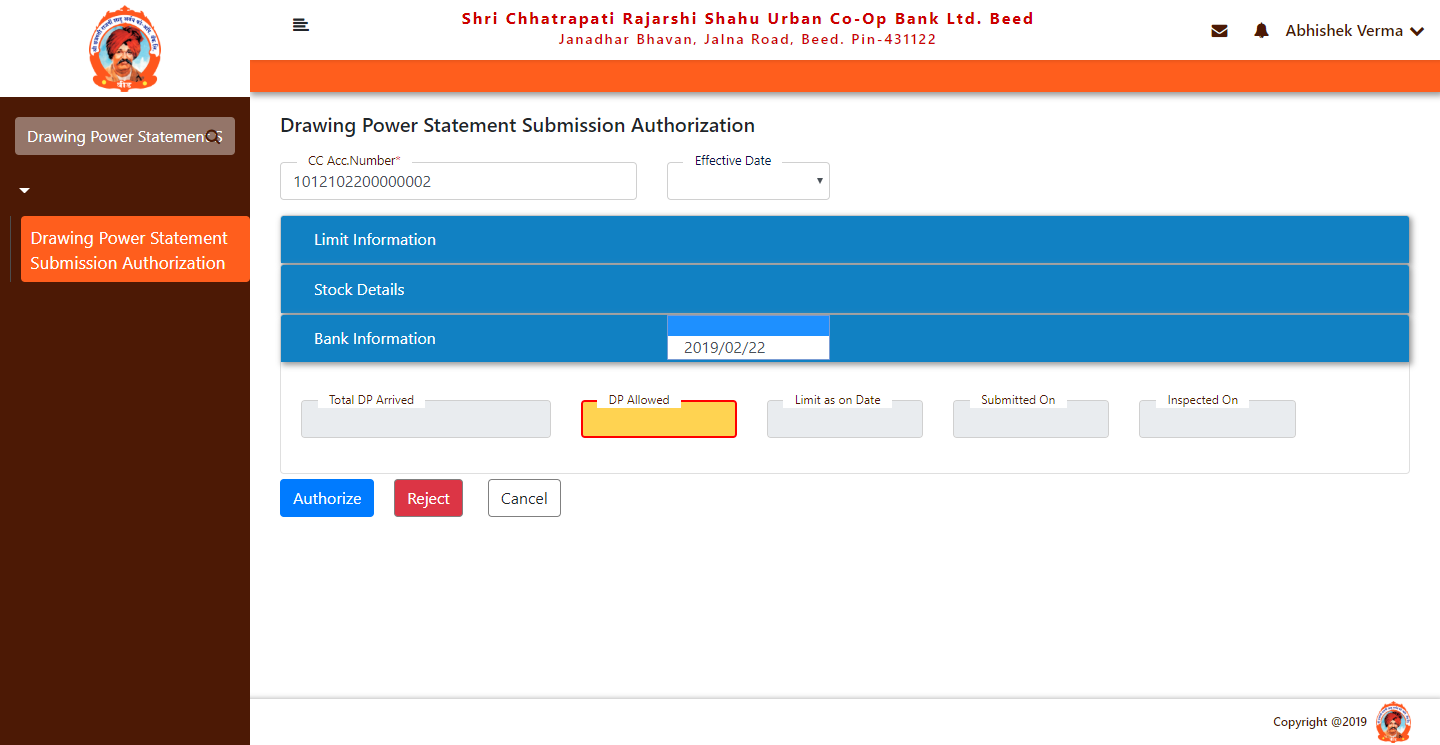 Shri Chhatrapati Rajarshi Shahu Urban Co-Op Bank Ltd. Beed
Janadhar Bhavan, Jalna Road, Beed. Pin-431122
Abhishek Verma
Drawing Power Statement S
Drawing Power Statement
Submission Authorization
Drawing Power Statement Submission Authorization
CC Acc.Number*
Effective Date
1012102200000002
Limit Information
Stock Details
Bank Information
2019/02/22
Total DP Arrived
DP Allowed
Limit as on Date
Submitted On
Inspected On
Authorize
Reject
Cancel
Copyright @2019
बीड